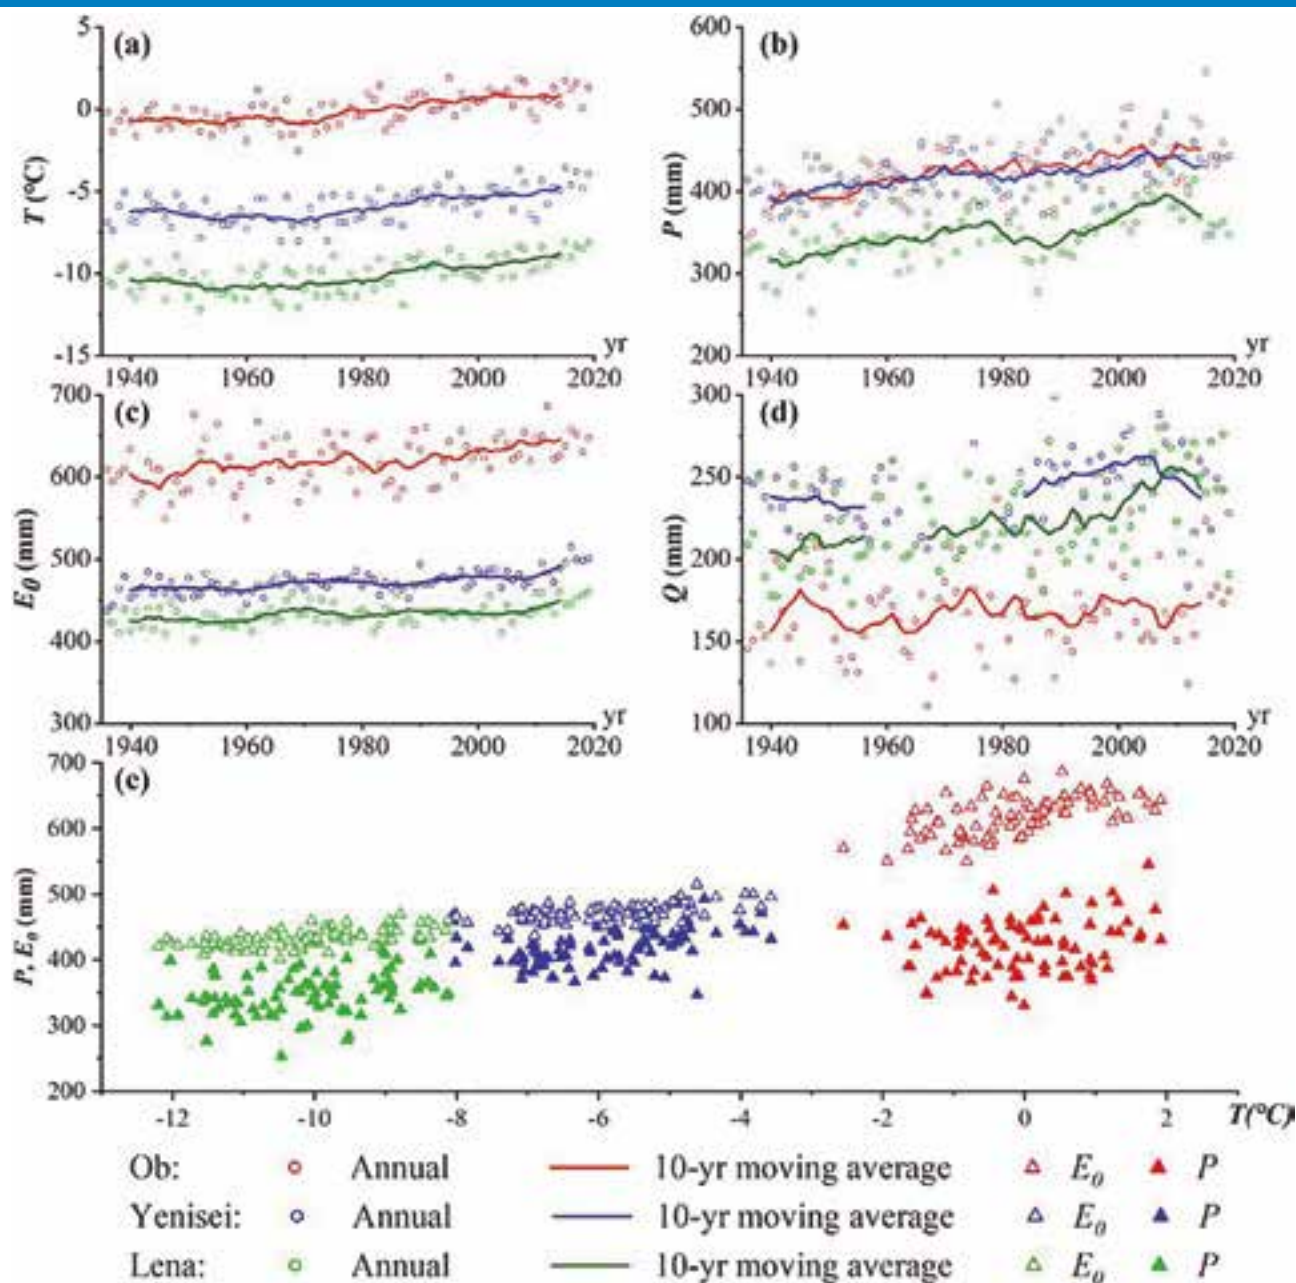 (a)
(b)
5
0
-5
-10
-15
T (°C)
yr
1940 1960 1980 2000 2020
600
500
400
300
200
P (mm)
yr
1940 1960 1980 2000 2020
(c)
(d)
700
600
500
400
300
E0 (mm)
yr
1940 1960 1980 2000 2020
300
250
200
150
100
Q (mm)
yr
1940 1960 1980 2000 2020
(e)
700
600
500
400
300
200
P, E0 (mm)
-12 -10 -8 -6 -4 -2 0 2 T(°C)
Ob: Annual 10-yr moving average E0 P
Yenisei: Annual 10-yr moving average E0 P
Lena: Annual 10-yr moving average E0 P